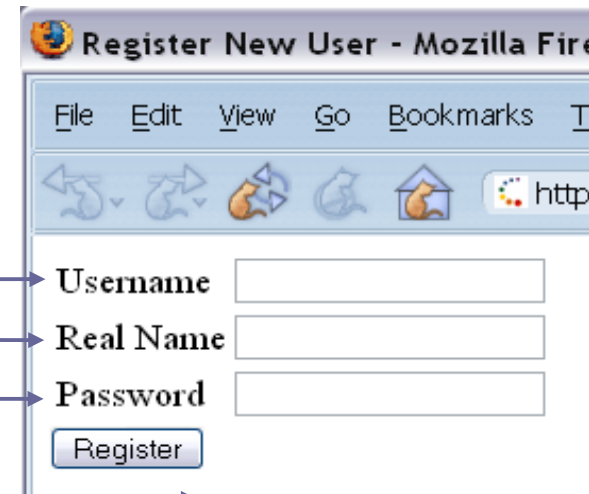 Register New User - Mozilla Fire
File Edit View Go Bookmarks T
http
Username
Real Name
Password
Register